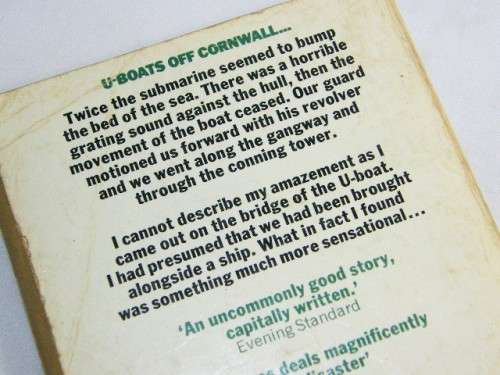 U-BOATS OFF CORNWALL...
Twice the submarine seemed to bump
the bed of the sea. There was a horrible
grating sound against the hull, then the
movement of the boat ceased. Our guard
motioned us forward with his revolver
and we went along the gangway and
through the conning tower.
I cannot describe my amazement as I
came out on the bridge of the U-boat.
I had presumed that we had been brought
alongside a ship. What in fact I found
was something much more sensational...
'An uncommonly good story,
capitally written.'
Evening Standard
deals magnificently